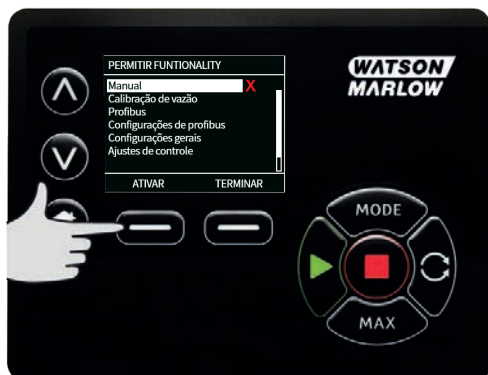 PERMITIR FUNTIONALITY
Manual X
Calibração de vazão
Profibus
Configurações de profibus
Configurações gerais
Ajustes de controle
ATIVAR TERMINAR
WATSON
MARLOW
MODE
MAX